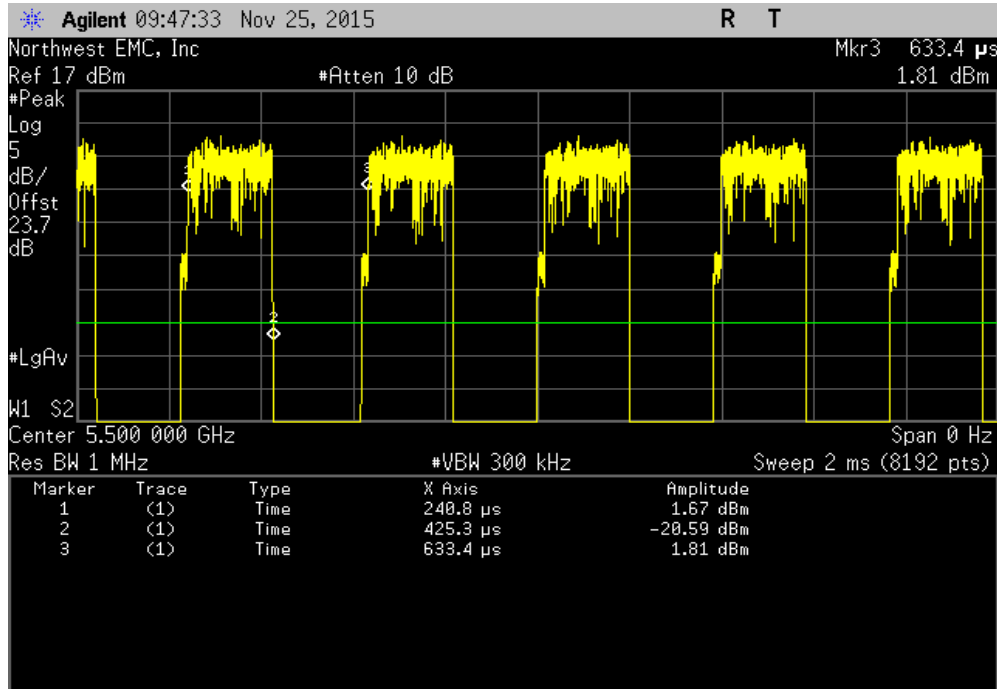 Agilent 09:47:33 Nov 25, 2015 R T
Northwest EMC, Inc Mkr3 633.4 µs
Ref 17 dBm #Atten 10 dB 1.81 dBm
#Peak
Log
5
dB/
Offst
23.7
dB
#LgAv
W1 S2
1
2
3
Center 5.500 000 GHz Span 0 Hz
Res BW 1 MHz #VBW 300 kHz Sweep 2 ms (8192 pts)
Marker Trace Type X Axis Amplitude
1 (1) Time 240.8 µs 1.67 dBm
2 (1) Time 425.3 µs -20.59 dBm
3 (1) Time 633.4 µs 1.81 dBm